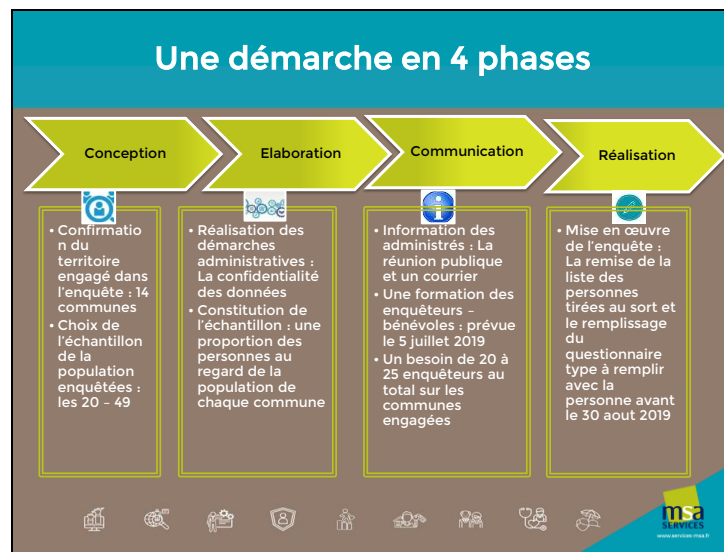 Une démarche en 4 phases
Conception
Elaboration
Communication
Réalisation
• Confirmatio
n du
territoire
engagé dans
l'enquête : 14
communes
• Choix de
l'échantillon
de la
population
enquêtées :
les 20 – 49
• Réalisation des
démarches
administratives :
La confidentialité
des données
• Constitution de
l'échantillon : une
proportion des
personnes au
regard de la
population de
chaque commune
• Information des
administrés : La
réunion publique
et un courrier
• Une formation des
enquêteurs –
bénévoles : prévue
le 5 juillet 2019
• Un besoin de 20 à
25 enquêteurs au
total sur les
communes
engagées
• Mise en œuvre
de l'enquête :
La remise de la
liste des
personnes
tirées au sort et
le remplissage
du
questionnaire
type à remplir
avec la
personne avant
le 30 aout 2019
msa
SERVICES
www.services-msa.fr